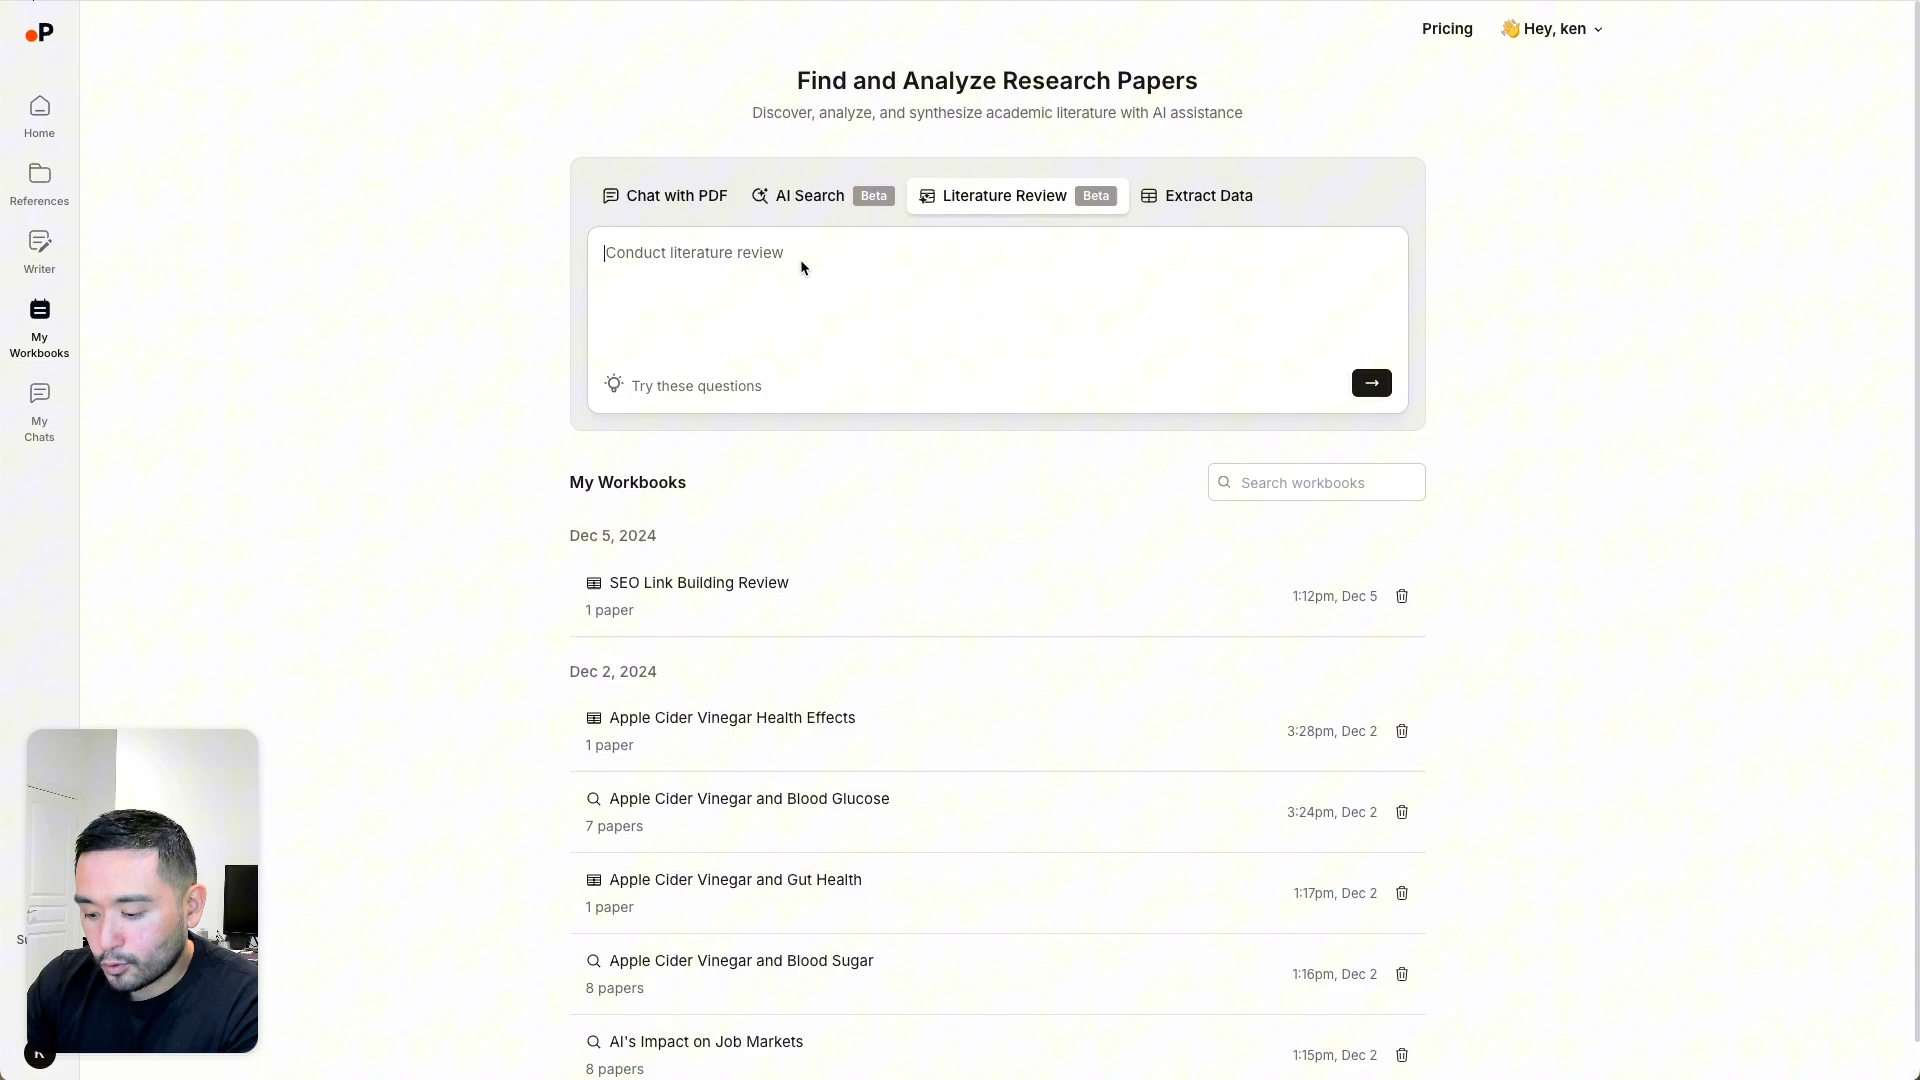 P
Pricing
👋 Hey, ken
Home
References
Writer
My
Workbooks
My
Chats
Find and Analyze Research Papers
Discover, analyze, and synthesize academic literature with AI assistance
Chat with PDF
AI Search Beta
Literature Review Beta
Extract Data
Conduct literature review
Try these questions
My Workbooks
Search workbooks
Dec 5, 2024
SEO Link Building Review
1 paper
1:12pm, Dec 5
Dec 2, 2024
Apple Cider Vinegar Health Effects
1 paper
3:28pm, Dec 2
Apple Cider Vinegar and Blood Glucose
7 papers
3:24pm, Dec 2
Apple Cider Vinegar and Gut Health
1 paper
1:17pm, Dec 2
Apple Cider Vinegar and Blood Sugar
8 papers
1:16pm, Dec 2
AI's Impact on Job Markets
8 papers
1:15pm, Dec 2